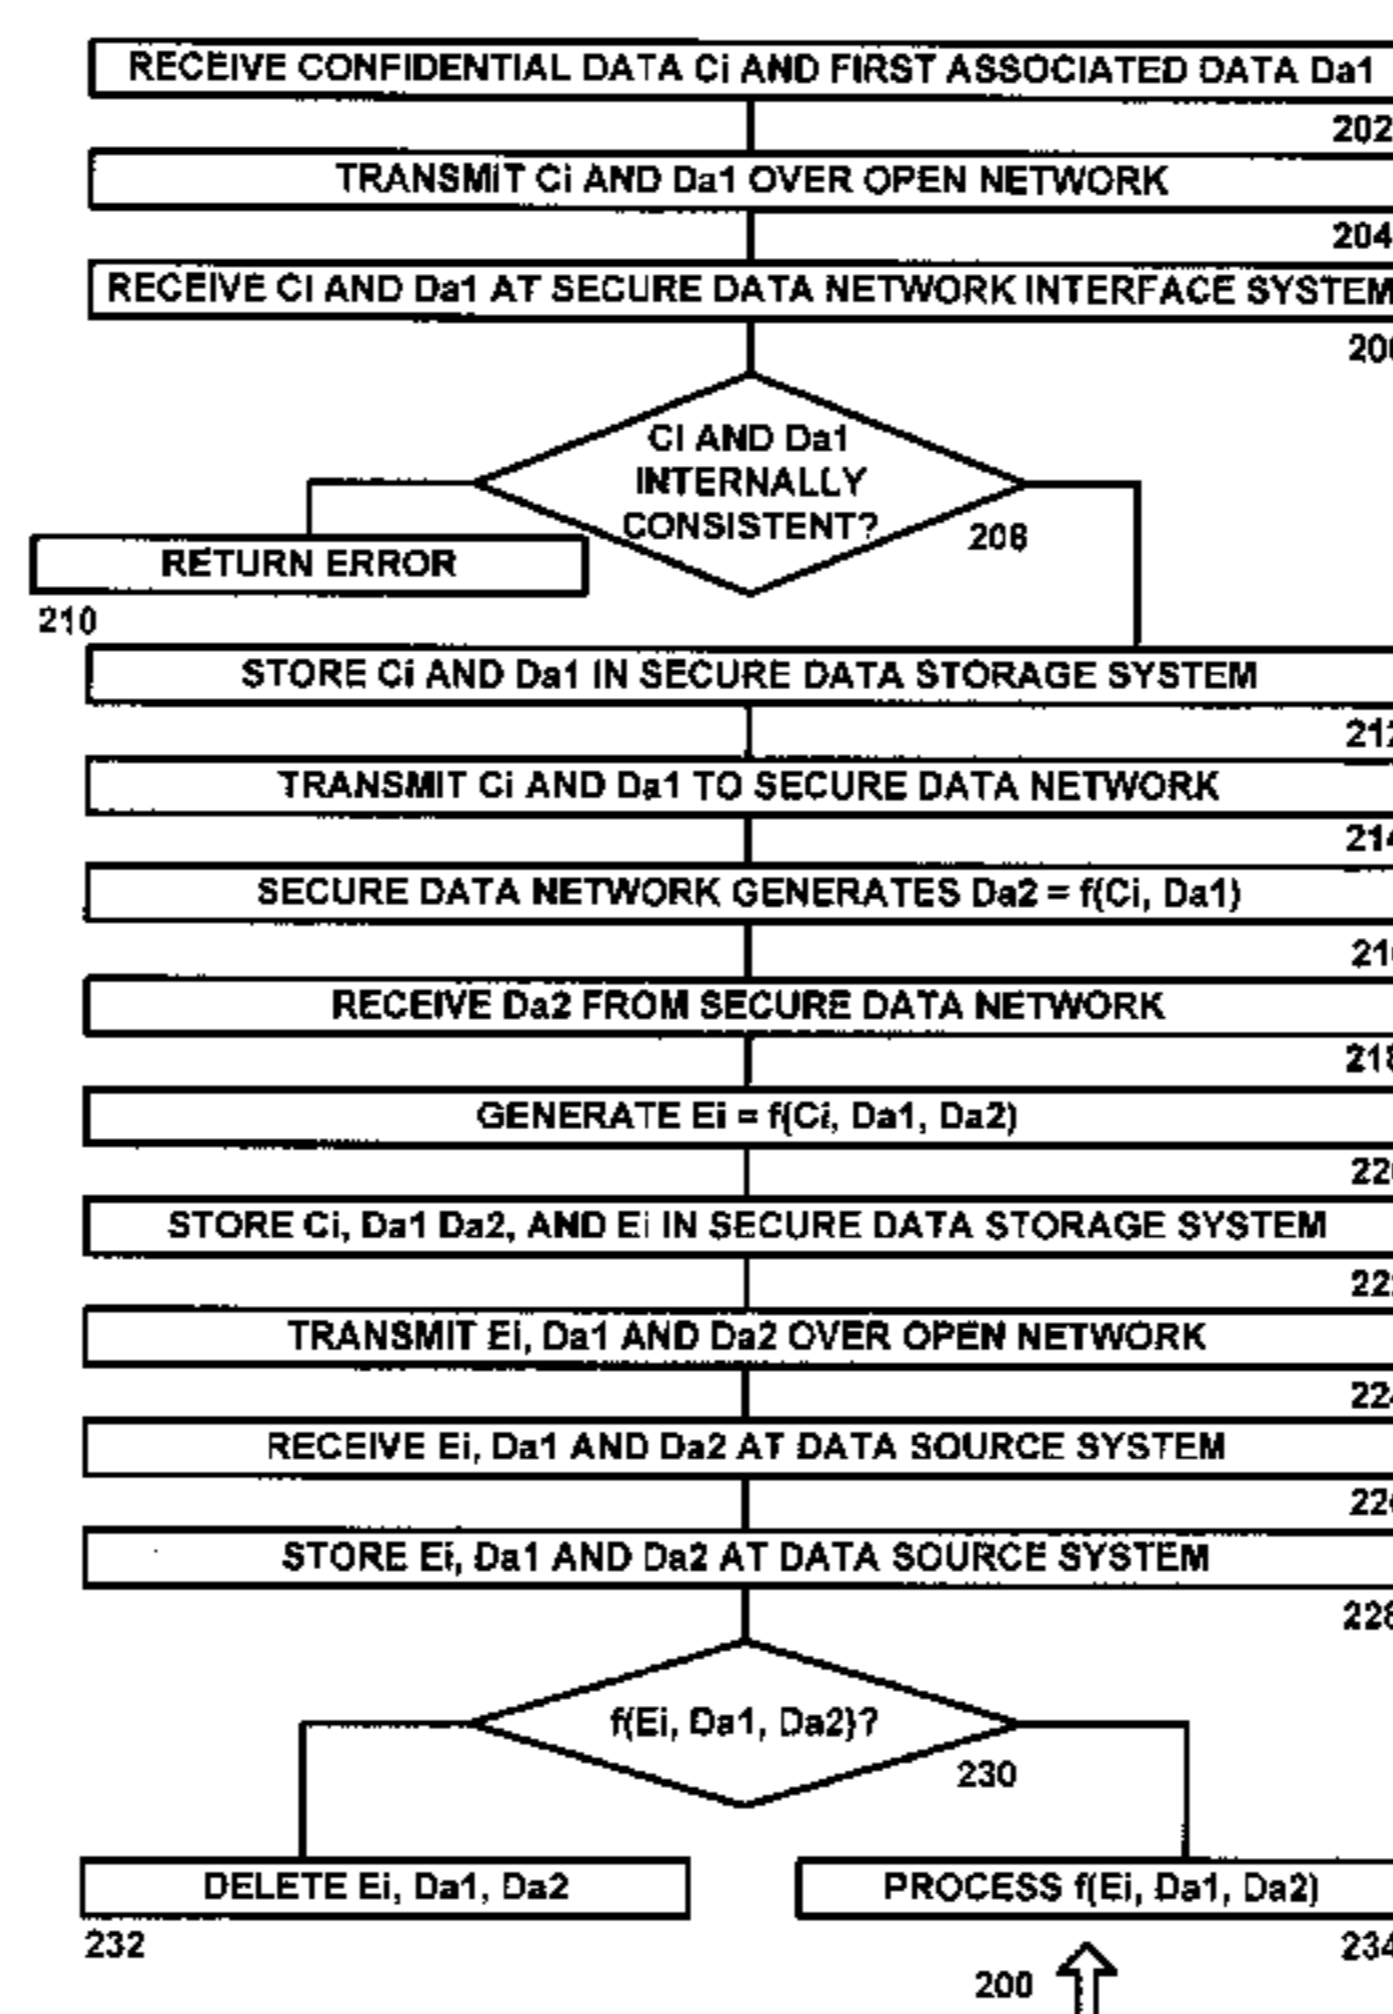 RECEIVE CONFIDENTIAL DATA Ci AND FIRST ASSOCIATED DATA Da1
202
TRANSMIT Ci AND Da1 OVER OPEN NETWORK
204
RECEIVE Ci AND Da1 AT SECURE DATA NETWORK INTERFACE SYSTEM
CI AND Da1
INTERNALLY
CONSISTENT?
208
RETURN ERROR
210
STORE Ci AND Da1 IN SECURE DATA STORAGE SYSTEM
212
TRANSMIT Ci AND Da1 TO SECURE DATA NETWORK
214
SECURE DATA NETWORK GENERATES Da2 = f(Ci, Da1)
RECEIVE Da2 FROM SECURE DATA NETWORK
218
GENERATE Ei = f(Ci, Da1, Da2)
STORE Ci, Da1 Da2, AND Ei IN SECURE DATA STORAGE SYSTEM
TRANSMIT Ei, Da1 AND Da2 OVER OPEN NETWORK
224
RECEIVE Ei, Da1 AND Da2 AT DATA SOURCE SYSTEM
STORE Ei, Da1 AND Da2 AT DATA SOURCE SYSTEM
228
f(Ei, Da1, Da2)?
230
DELETE Ei, Da1, Da2
232
PROCESS f(Ei, Da1, Da2)
234
200